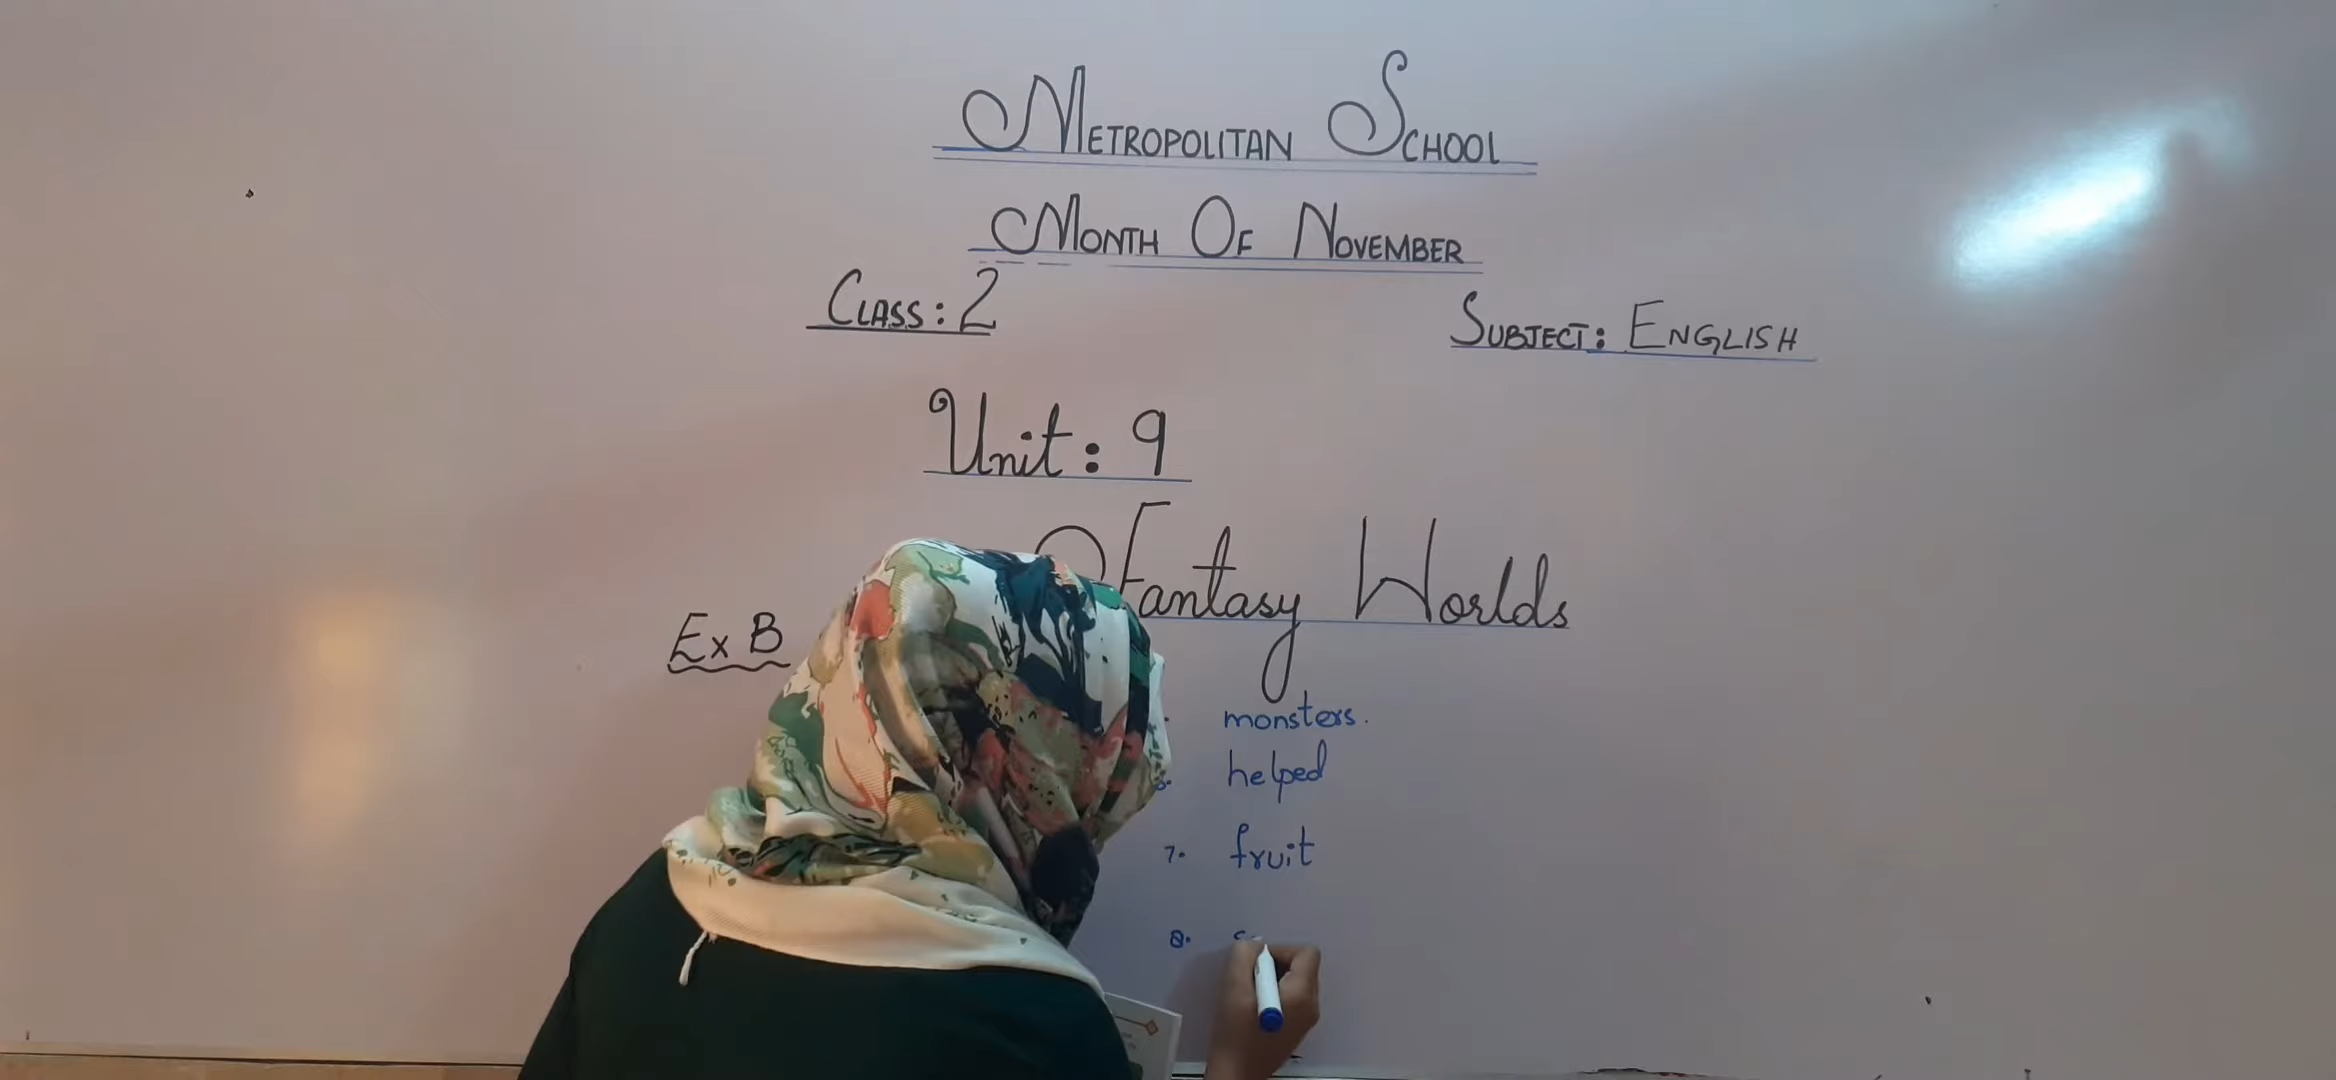 METROPOLITAN SCHOOL
MONTH OF NOVEMBER
CLASS: 2
SUBJECT: ENGLISH
Unit: 9
Fantasy Worlds
Ex B
monsters.
helped
7. fruit
8.